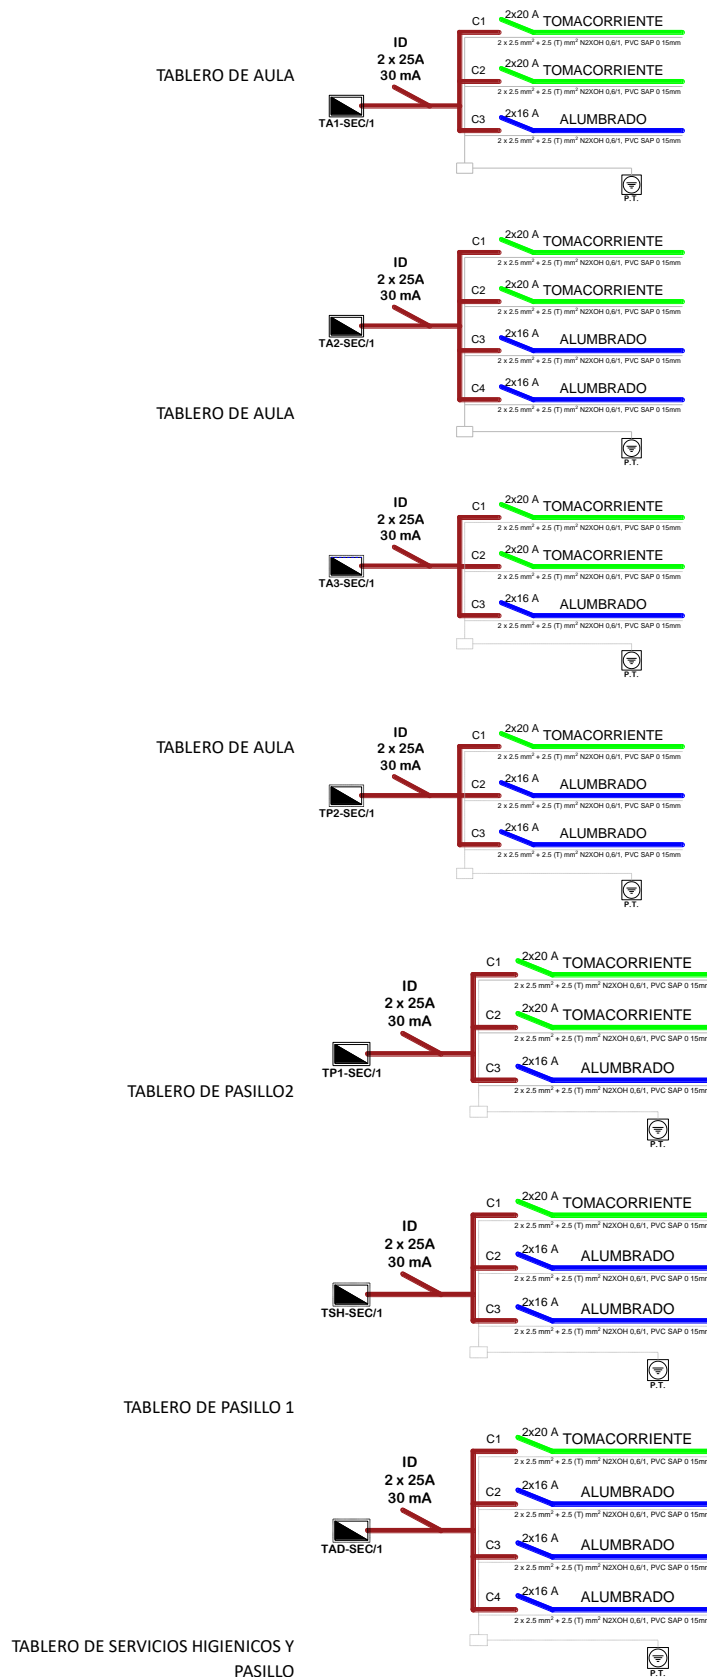 C1 2x20 A TOMACORRIENTE
2 x 2.5 mm² + 2.5 (T) mm² N2XOH 0,6/1, PVC SAP 0 15mm
ID
2 x 25A
30 mA
TABLERO DE AULA
C2 2x20 A TOMACORRIENTE
2 x 2.5 mm² + 2.5 (T) mm² N2XOH 0,6/1, PVC SAP 0 15mm
TA1-SEC/1
C3 2x16 A ALUMBRADO
2 x 2.5 mm² + 2.5 (T) mm² N2XOH 0,6/1, PVC SAP 0 15mm
P.T.
C1 2x20 A TOMACORRIENTE
2 x 2.5 mm² + 2.5 (T) mm² N2XOH 0,6/1, PVC SAP 0 15mm
ID
2 x 25A
30 mA
C2 2x20 A TOMACORRIENTE
2 x 2.5 mm² + 2.5 (T) mm² N2XOH 0,6/1, PVC SAP 0 15mm
TA2-SEC/1
C3 2x16 A ALUMBRADO
2 x 2.5 mm² + 2.5 (T) mm² N2XOH 0,6/1, PVC SAP 0 15mm
C4 2x16 A ALUMBRADO
2 x 2.5 mm² + 2.5 (T) mm² N2XOH 0,6/1, PVC SAP 0 15mm
TABLERO DE AULA
P.T.
C1 2x20 A TOMACORRIENTE
2 x 2.5 mm² + 2.5 (T) mm² N2XOH 0,6/1, PVC SAP 0 15mm
ID
2 x 25A
30 mA
C2 2x20 A TOMACORRIENTE
2 x 2.5 mm² + 2.5 (T) mm² N2XOH 0,6/1, PVC SAP 0 15mm
TA3-SEC/1
C3 2x16 A ALUMBRADO
2 x 2.5 mm² + 2.5 (T) mm² N2XOH 0,6/1, PVC SAP 0 15mm
P.T.
C1 2x20 A TOMACORRIENTE
2 x 2.5 mm² + 2.5 (T) mm² N2XOH 0,6/1, PVC SAP 0 15mm
ID
2 x 25A
30 mA
TABLERO DE AULA
C2 2x16 A ALUMBRADO
2 x 2.5 mm² + 2.5 (T) mm² N2XOH 0,6/1, PVC SAP 0 15mm
TP2-SEC/1
C3 2x16 A ALUMBRADO
2 x 2.5 mm² + 2.5 (T) mm² N2XOH 0,6/1, PVC SAP 0 15mm
P.T.
C1 2x20 A TOMACORRIENTE
2 x 2.5 mm² + 2.5 (T) mm² N2XOH 0,6/1, PVC SAP 0 15mm
ID
2 x 25A
30 mA
C2 2x20 A TOMACORRIENTE
2 x 2.5 mm² + 2.5 (T) mm² N2XOH 0,6/1, PVC SAP 0 15mm
TP1-SEC/1
C3 2x16 A ALUMBRADO
2 x 2.5 mm² + 2.5 (T) mm² N2XOH 0,6/1, PVC SAP 0 15mm
TABLERO DE PASILLO2
P.T.
C1 2x20 A TOMACORRIENTE
2 x 2.5 mm² + 2.5 (T) mm² N2XOH 0,6/1, PVC SAP 0 15mm
ID
2 x 25A
30 mA
C2 2x16 A ALUMBRADO
2 x 2.5 mm² + 2.5 (T) mm² N2XOH 0,6/1, PVC SAP 0 15mm
TSH-SEC/1
C3 2x16 A ALUMBRADO
2 x 2.5 mm² + 2.5 (T) mm² N2XOH 0,6/1, PVC SAP 0 15mm
P.T.
TABLERO DE PASILLO 1
C1 2x20 A TOMACORRIENTE
2 x 2.5 mm² + 2.5 (T) mm² N2XOH 0,6/1, PVC SAP 0 15mm
ID
2 x 25A
30 mA
C2 2x16 A ALUMBRADO
2 x 2.5 mm² + 2.5 (T) mm² N2XOH 0,6/1, PVC SAP 0 15mm
TAD-SEC/1
C3 2x16 A ALUMBRADO
2 x 2.5 mm² + 2.5 (T) mm² N2XOH 0,6/1, PVC SAP 0 15mm
C4 2x16 A ALUMBRADO
2 x 2.5 mm² + 2.5 (T) mm² N2XOH 0,6/1, PVC SAP 0 15mm
TABLERO DE SERVICIOS HIGIENICOS Y
PASILLO
P.T.